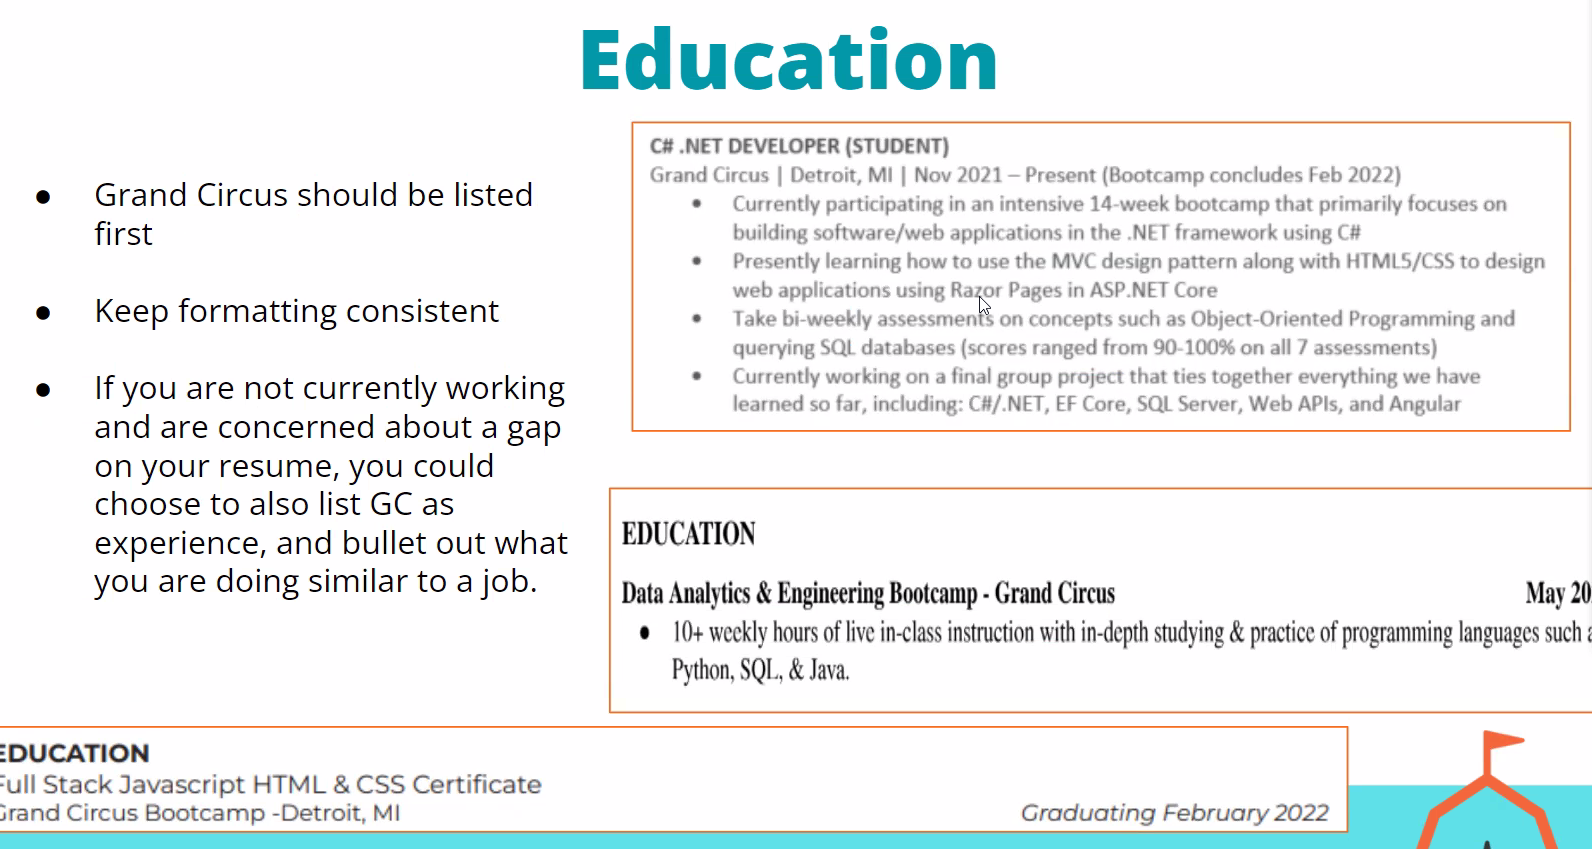 Education
● Grand Circus should be listed
first
● Keep formatting consistent
● If you are not currently working
and are concerned about a gap
on your resume, you could
choose to also list GC as
experience, and bullet out what
you are doing similar to a job.
C# .NET DEVELOPER (STUDENT)
Grand Circus | Detroit, MI | Nov 2021 – Present (Bootcamp concludes Feb 2022)
• Currently participating in an intensive 14-week bootcamp that primarily focuses on
building software/web applications in the .NET framework using C#
• Presently learning how to use the MVC design pattern along with HTML5/CSS to design
web applications using Razor Pages in ASP.NET Core
• Take bi-weekly assessments on concepts such as Object-Oriented Programming and
querying SQL databases (scores ranged from 90-100% on all 7 assessments)
• Currently working on a final group project that ties together everything we have
learned so far, including: C#/.NET, EF Core, SQL Server, Web APIs, and Angular
EDUCATION
Data Analytics & Engineering Bootcamp - Grand Circus May
● 10+ weekly hours of live in-class instruction with in-depth studying & practice of programming languages such
Python, SQL, & Java.
EDUCATION
Full Stack Javascript HTML & CSS Certificate
Grand Circus Bootcamp -Detroit, MI Graduating February 2022